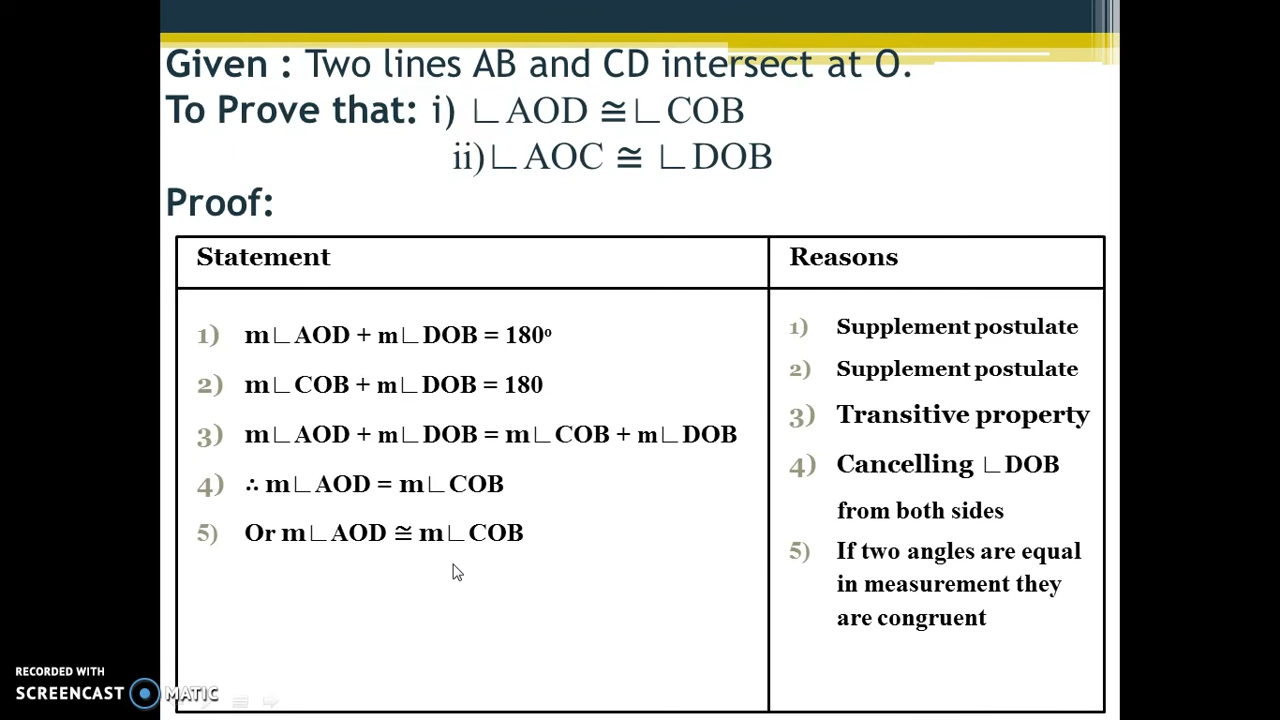 Given : Two lines AB and CD intersect at O.
To Prove that: i) ∟AOD ≅∟COB
ii)∟AOC ≅ ∟DOB
Proof:
Statement
Reasons
1) m∟AOD + m∟DOB = 180º
2) m∟COB + m∟DOB = 180
3) m∟AOD + m∟DOB = m∟COB + m∟DOB
4) ∴ m∟AOD = m∟COB
5) Or m∟AOD ≅ m∟COB
1) Supplement postulate
2) Supplement postulate
3) Transitive property
4) Cancelling ∟DOB
from both sides
5) If two angles are equal
in measurement they
are congruent
RECORDED WITH
SCREENCAST MATIC